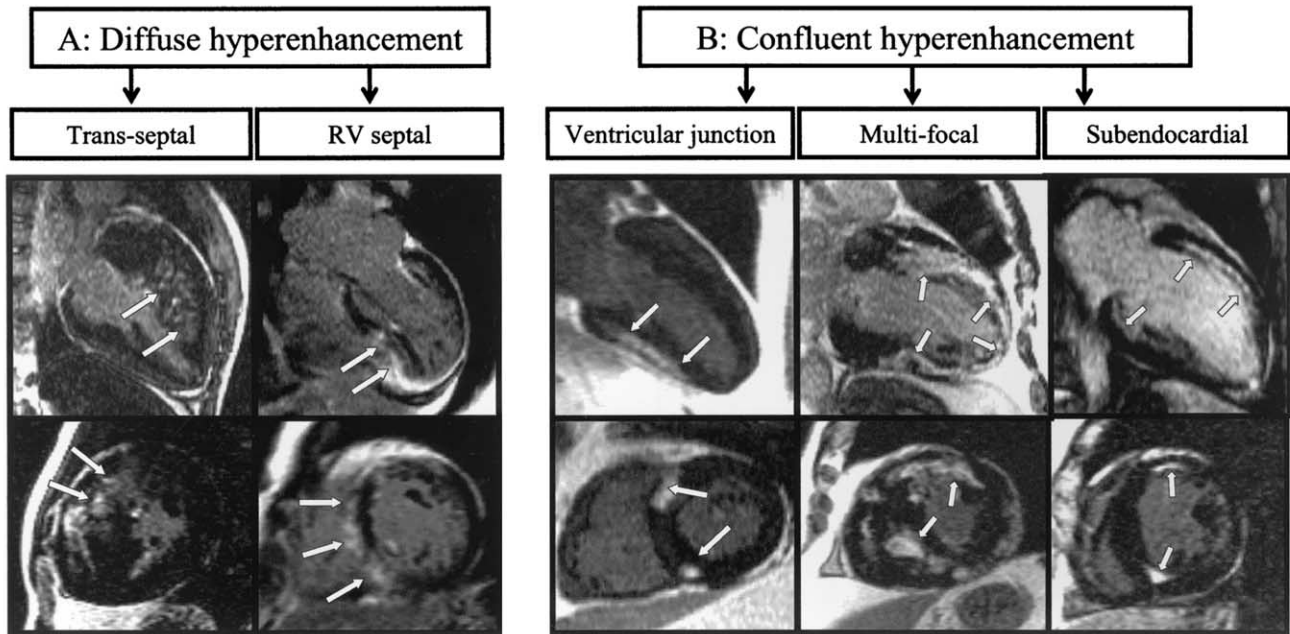 A: Diffuse hyperenhancement
Trans-septal
RV septal
B: Confluent hyperenhancement
Ventricular junction
Multi-focal
Subendocardial